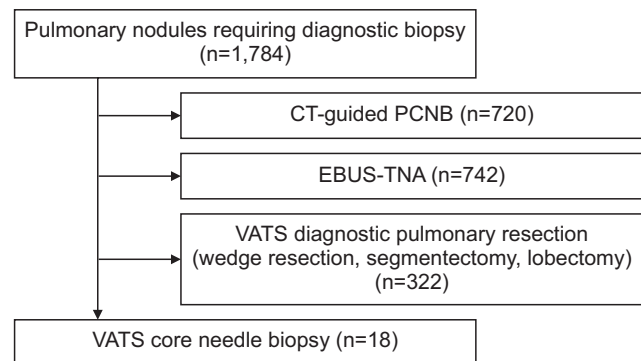 Pulmonary nodules requiring diagnostic biopsy
(n=1,784)
CT-guided PCNB (n=720)
EBUS-TNA (n=742)
VATS diagnostic pulmonary resection
(wedge resection, segmentectomy, lobectomy)
(n=322)
VATS core needle biopsy (n=18)